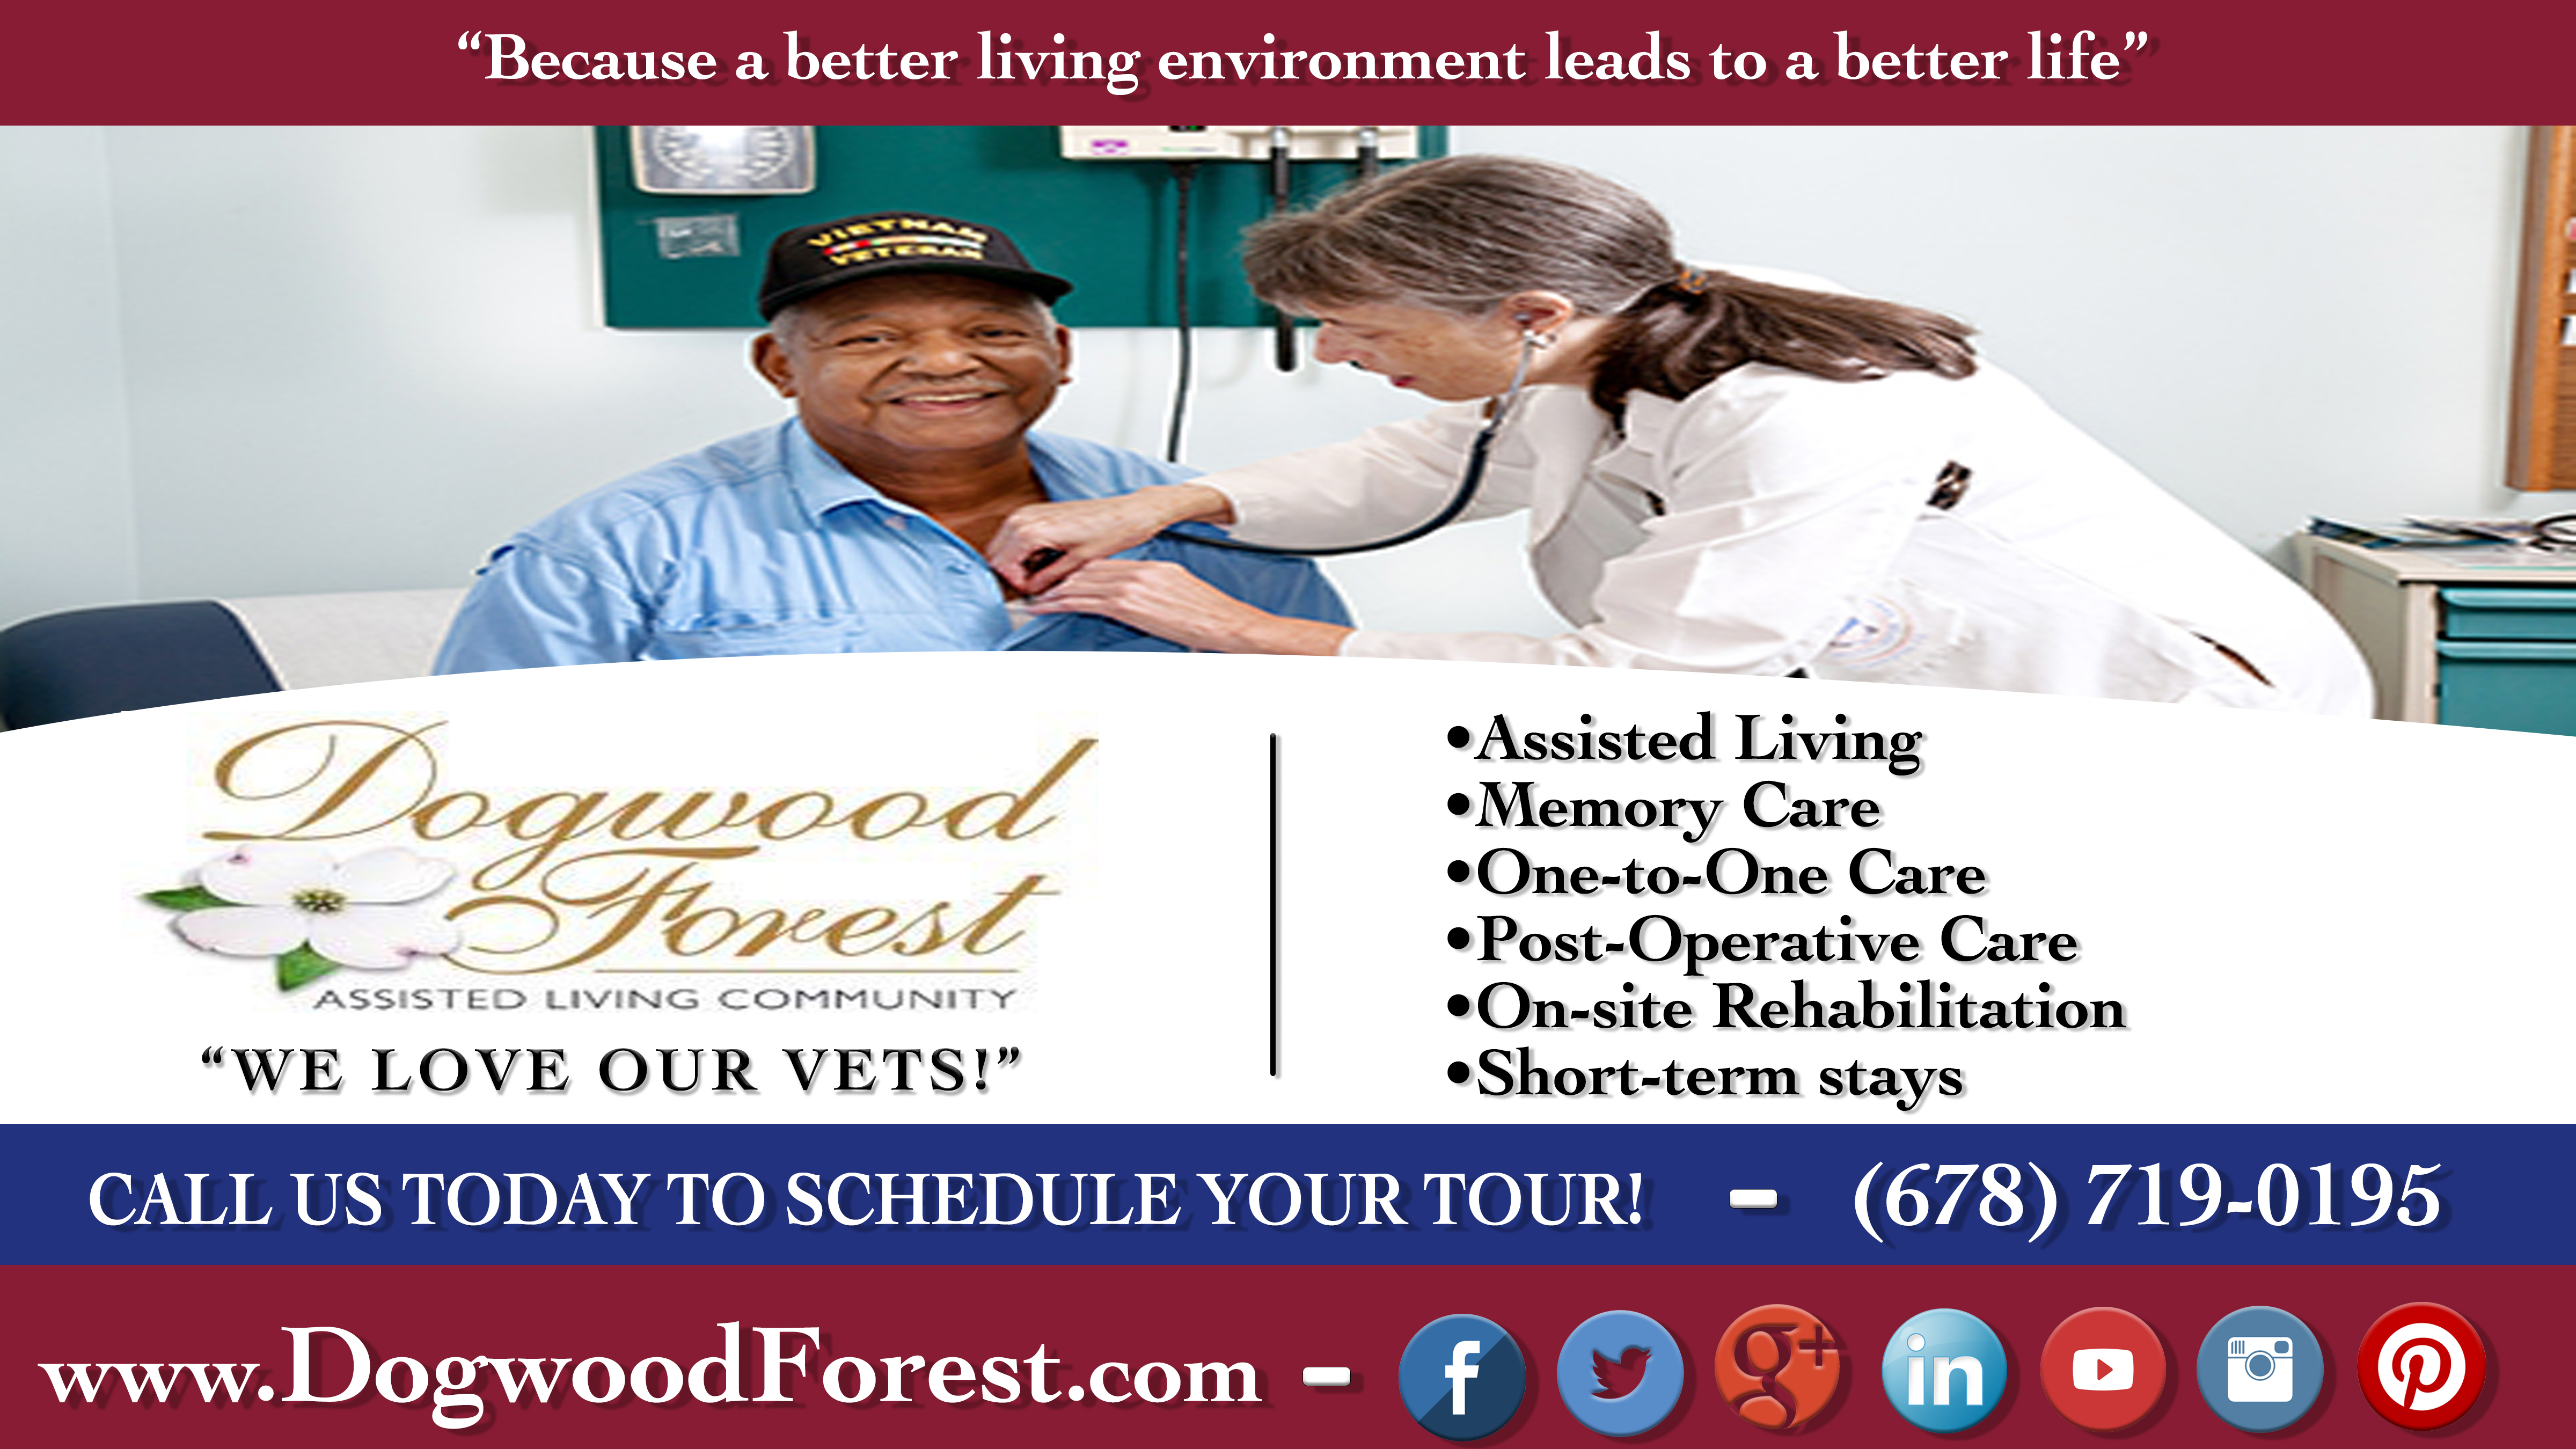 “Because a better living environment leads to a better life”
VIETNAM
VETERAN
Dogwood
Forest
ASSISTED LIVING COMMUNITY
“WE LOVE OUR VETS!”
•Assisted Living
•Memory Care
•One-to-One Care
•Post-Operative Care
•On-site Rehabilitation
•Short-term stays
CALL US TODAY TO SCHEDULE YOUR TOUR! - (678) 719-0195
www.DogwoodForest.com - f g+ in